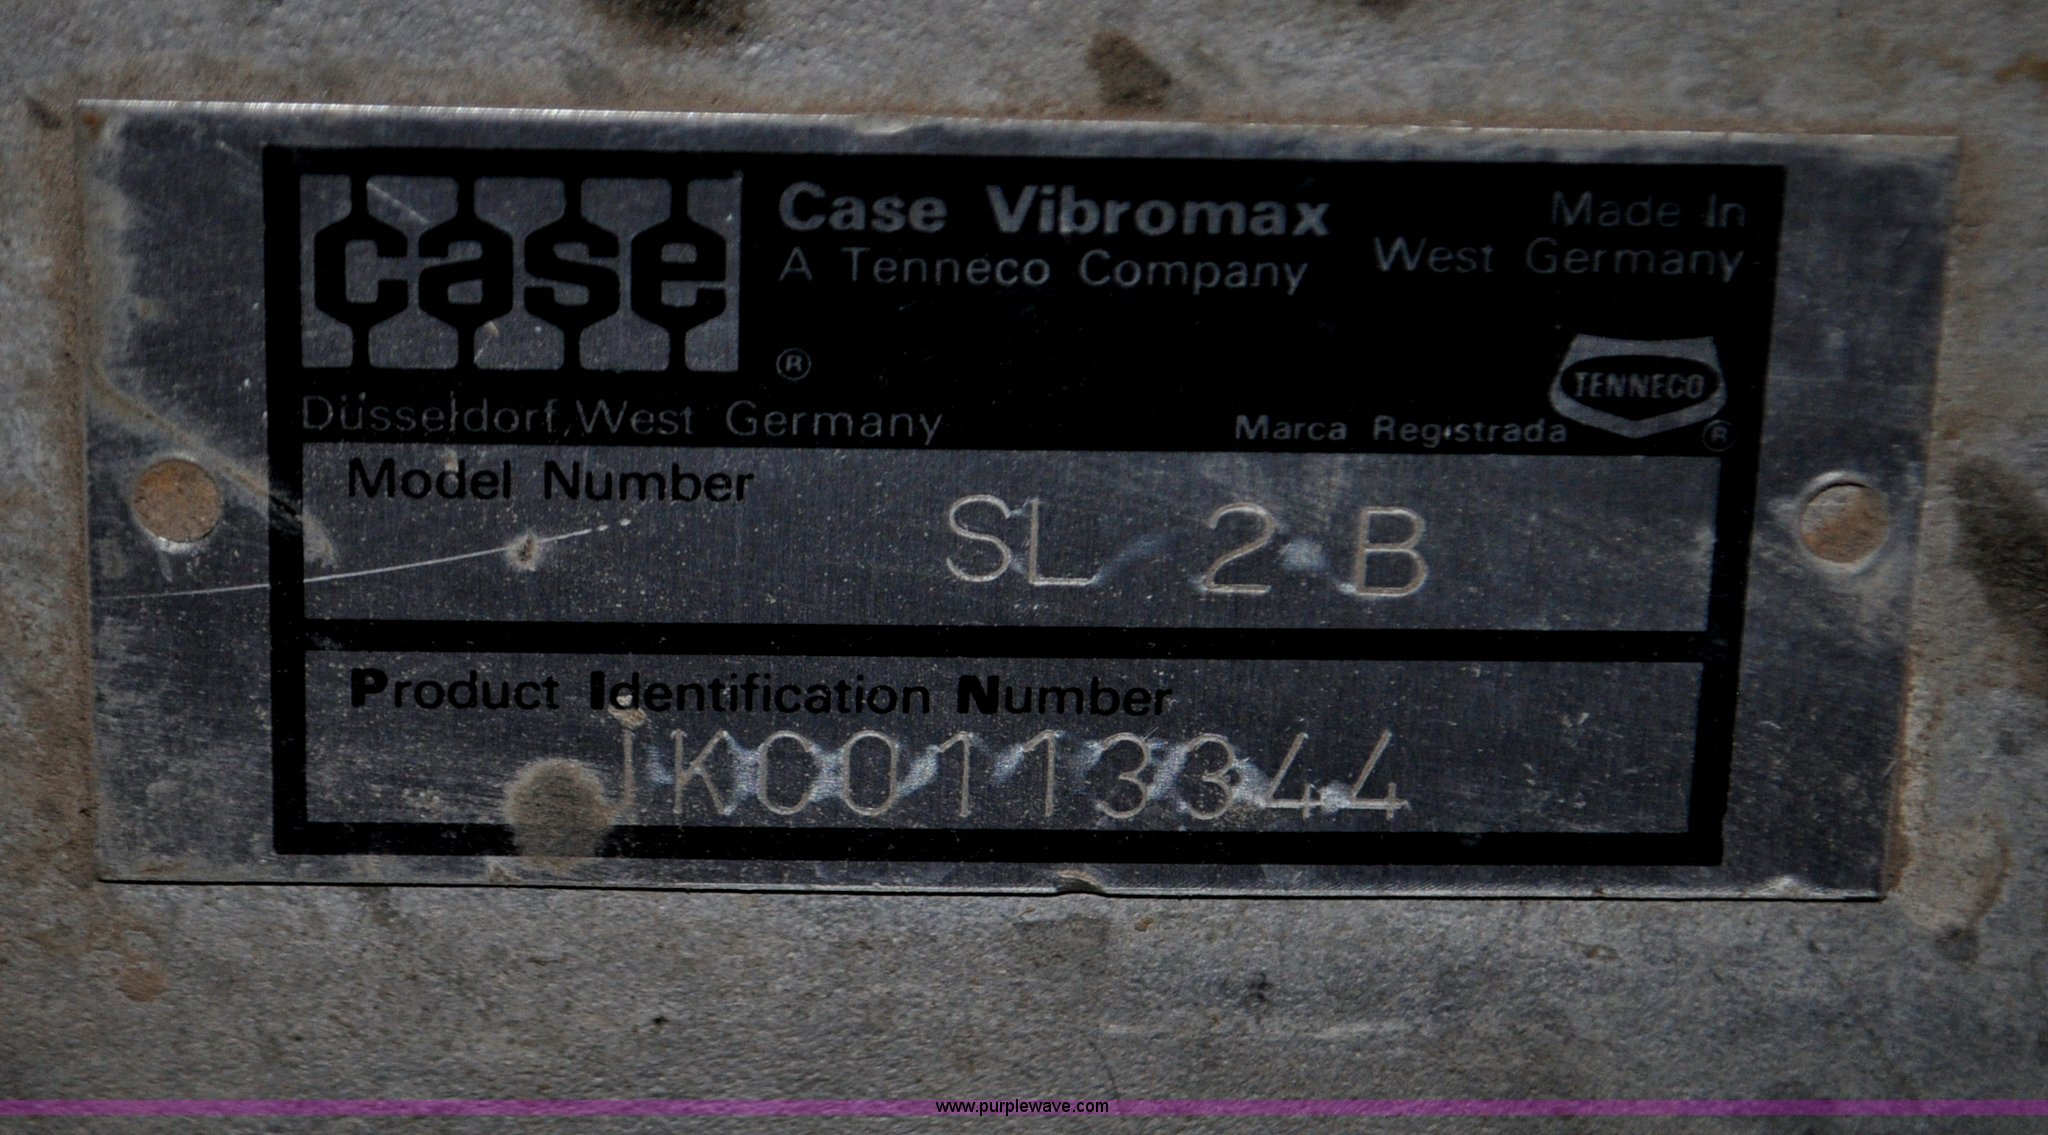 case
Case Vibromax
A Tenneco Company
Made In
West Germany
®
TENNECO
®
Düsseldorf, West Germany
Marca Registrada
Model Number
SL 2 B
Product Identification Number
JKC0113344
www.purplewave.com